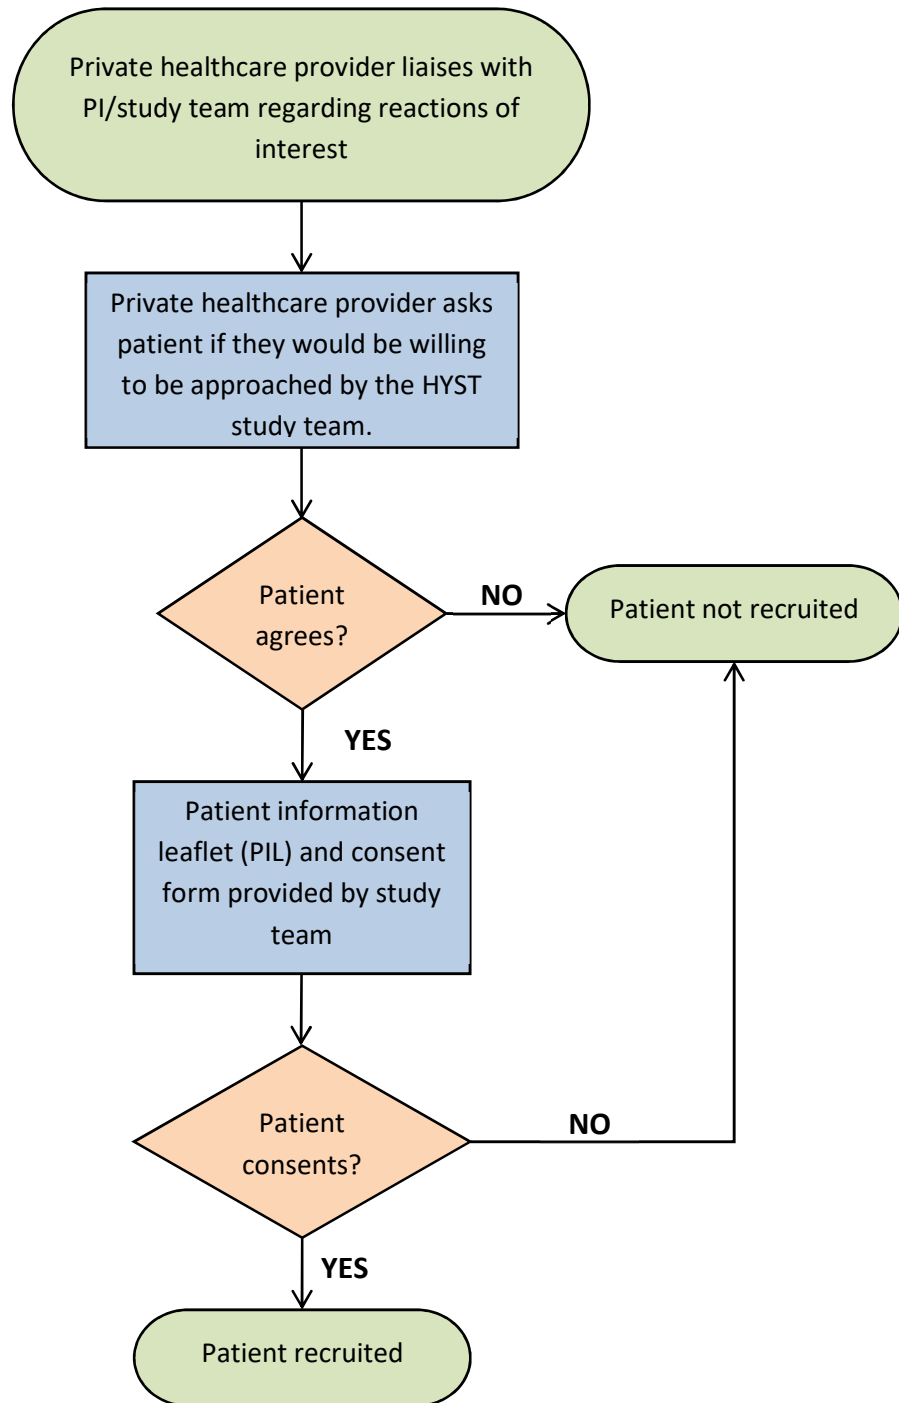 Private healthcare provider liaises with
PI/study team regarding reactions of
interest
Private healthcare provider asks
patient if they would be willing
to be approached by the HYST
study team.
Patient
agrees?
NO
Patient not recruited
YES
Patient information
leaflet (PIL) and consent
form provided by study
team
Patient
consents?
NO
YES
Patient recruited